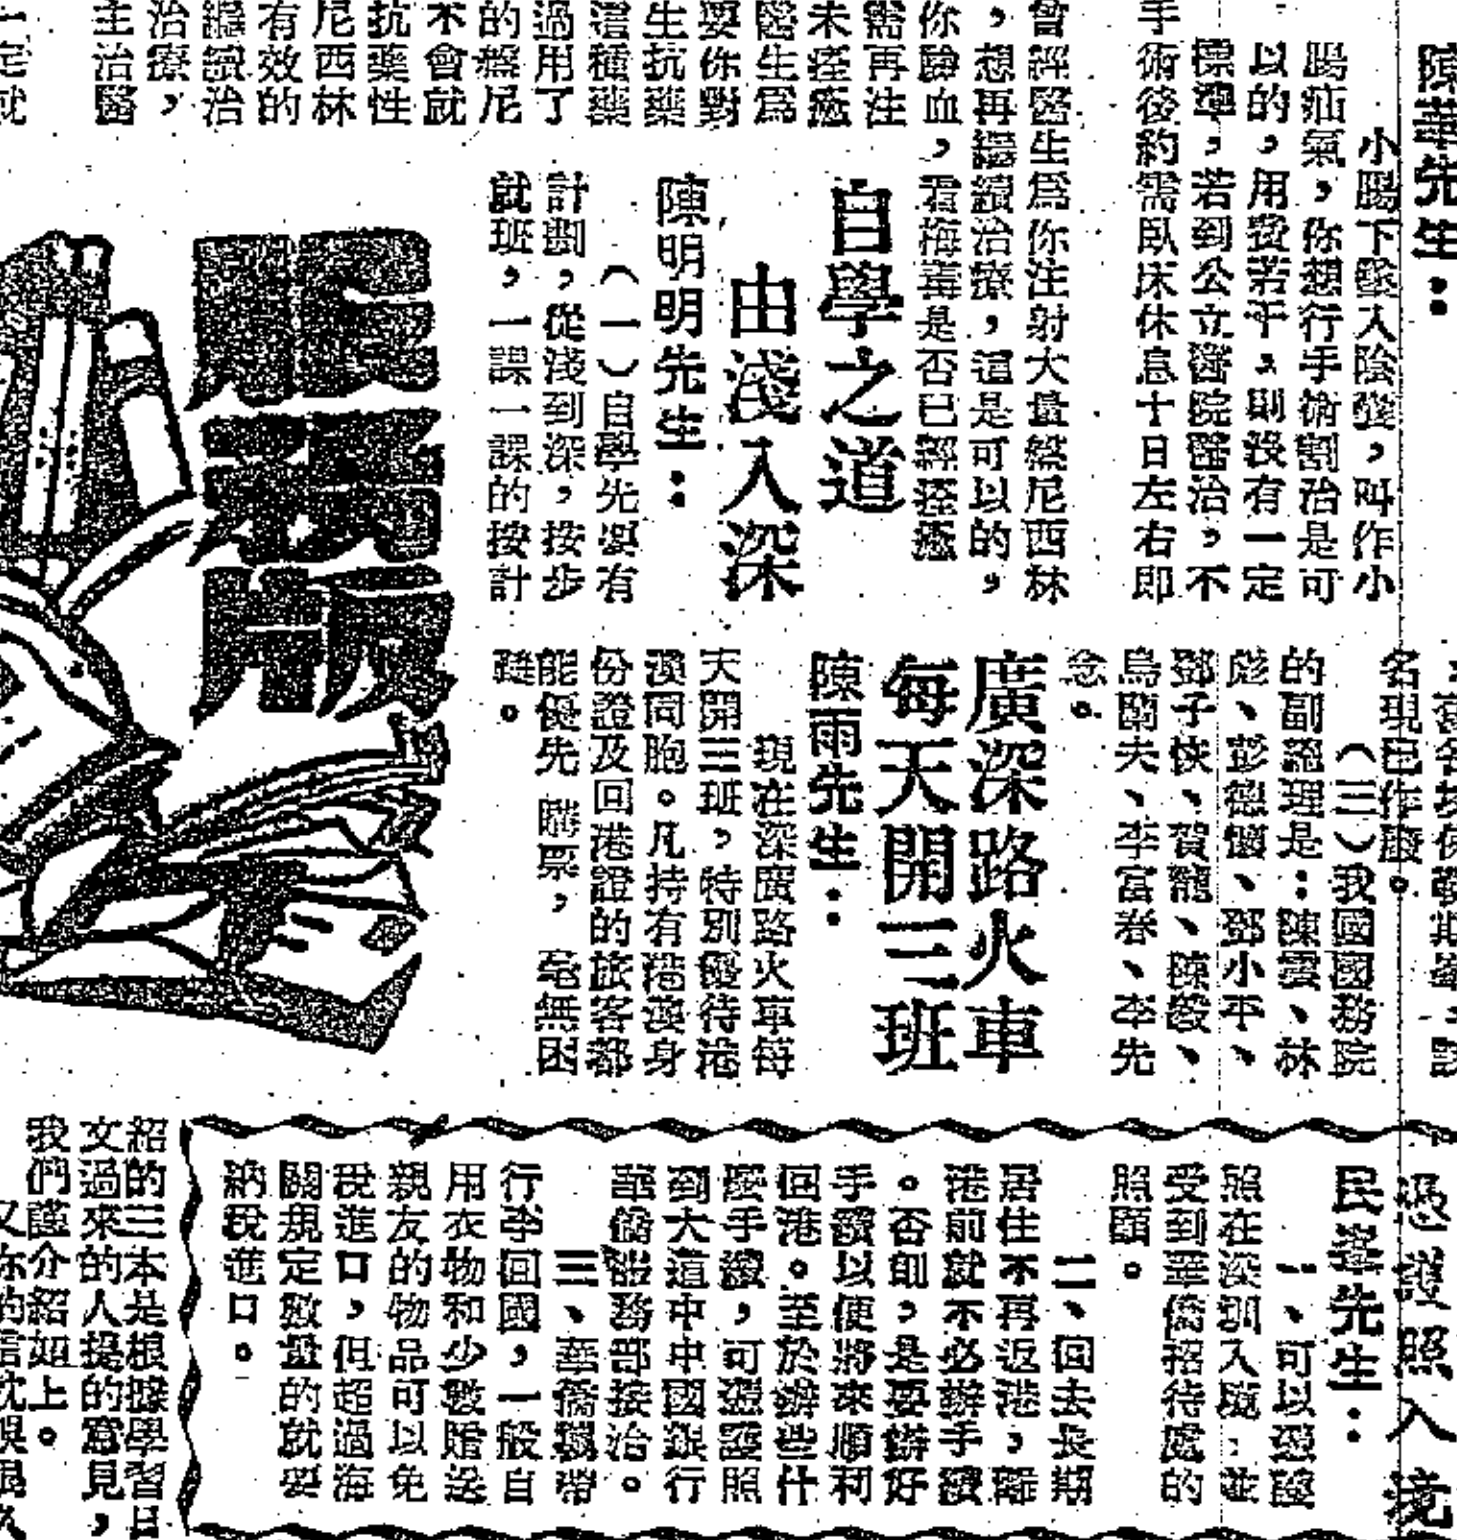 陳華先生：
小腸下墜入陰囊，叫作小
腸疝氣，你想行手術割治是可
以的，用費若干，則沒有一定
標準，若到公立醫院醫治，不
手術後約需臥床休息十日左右即
曾經醫生爲你注射大量盤尼西林
，想再繼續治療，這是可以的，
你驗血，看梅毒是否已經痊癒
需再注
未痊癒
醫生爲
要你對
生抗藥
這種藥
過用了
的盤尼
不會就
抗藥性
尼西林
有效的
繼續治
治療，
主治醫
一定就
自學之道
由淺入深
陳明明先生：
（一）自學先須有
計劃，從淺到深，按步
就班，一課一課的按計
服務版
名現已作廢。
（三）我國國務院
的副總理是：陳雲、林
彪、彭德懷、鄧小平、
鄧子恢、賀龍、陳毅、
烏蘭夫、李富春、李先
念。
廣深路火車
每天開三班
陳雨先生：
現在深廣路火車每
天開三班，特別優待港
澳同胞。凡持有港澳身
份證及回港證的旅客都
能優先購票，毫無困
難。
憑證照入境
民華先生：
一、可以憑證
照在深圳入境，並
受到華僑招待處的
照顧。
二、回去長期
居住不再返港，離
港前就不必辦手續
。否則，是要辦好
手續以便將來順利
回港。至於辦些什
麼手續，可憑證照
到大道中中國銀行
華僑服務部接洽。
三、華僑攜帶
行李回國，一般自
用衣物和少數贈送
親友的物品可以免
稅進口，但超過海
關規定數量的就要
納稅進口。
紹的三本是根據學習日
文過來的人提的意見，
我們謹介紹如上。